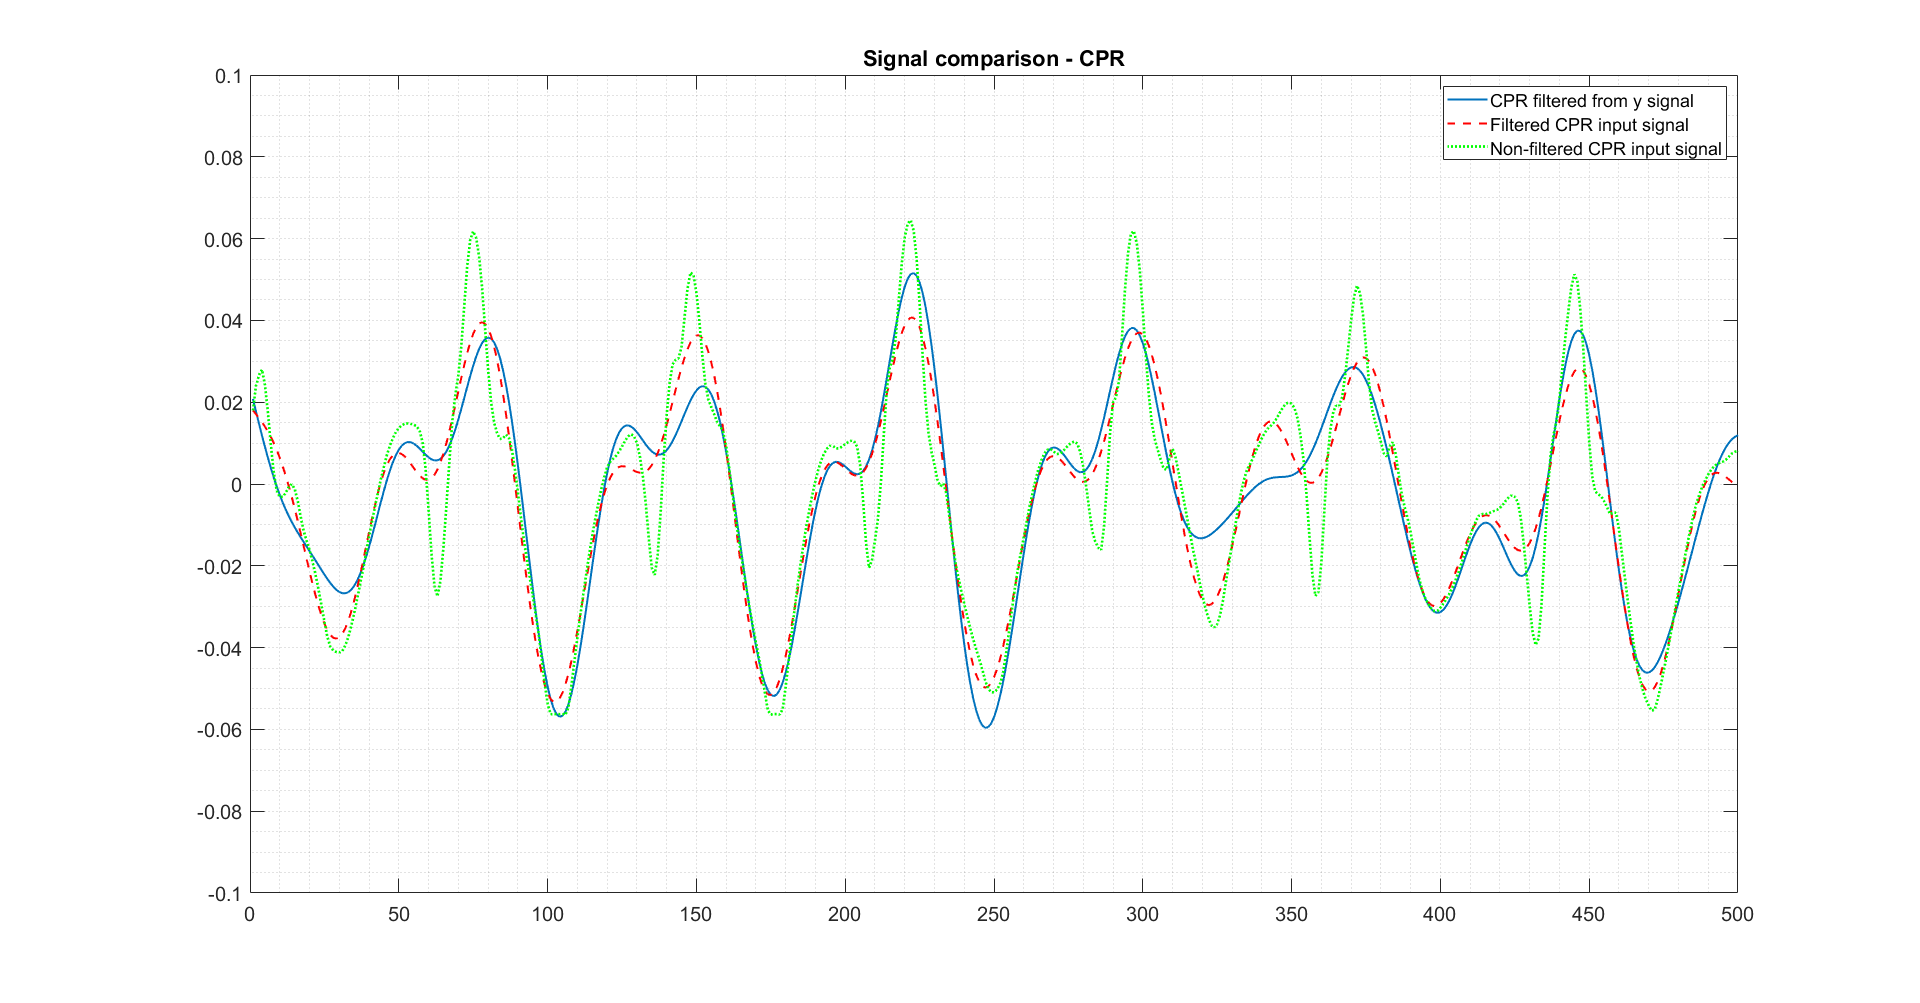 Signal comparison - CPR
CPR filtered from y signal
Filtered CPR input signal
Non-filtered CPR input signal
0.1
0.08
0.06
0.04
0.02
0
-0.02
-0.04
-0.06
-0.08
-0.1
0 50 100 150 200 250 300 350 400 450 500